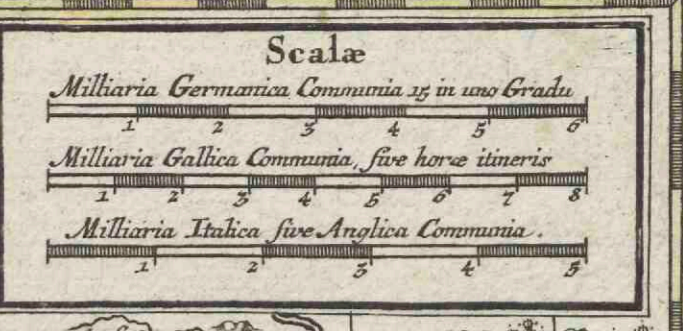 Scalæ
Milliaria Germanica Communia 15 in uno Gradu
1 2 3 4 5 6
Milliaria Gallica Communia, sive horæ itineris
1 2 3 4 5 6 7 8
Milliaria Italica sive Anglica Communia.
1 2 3 4 5